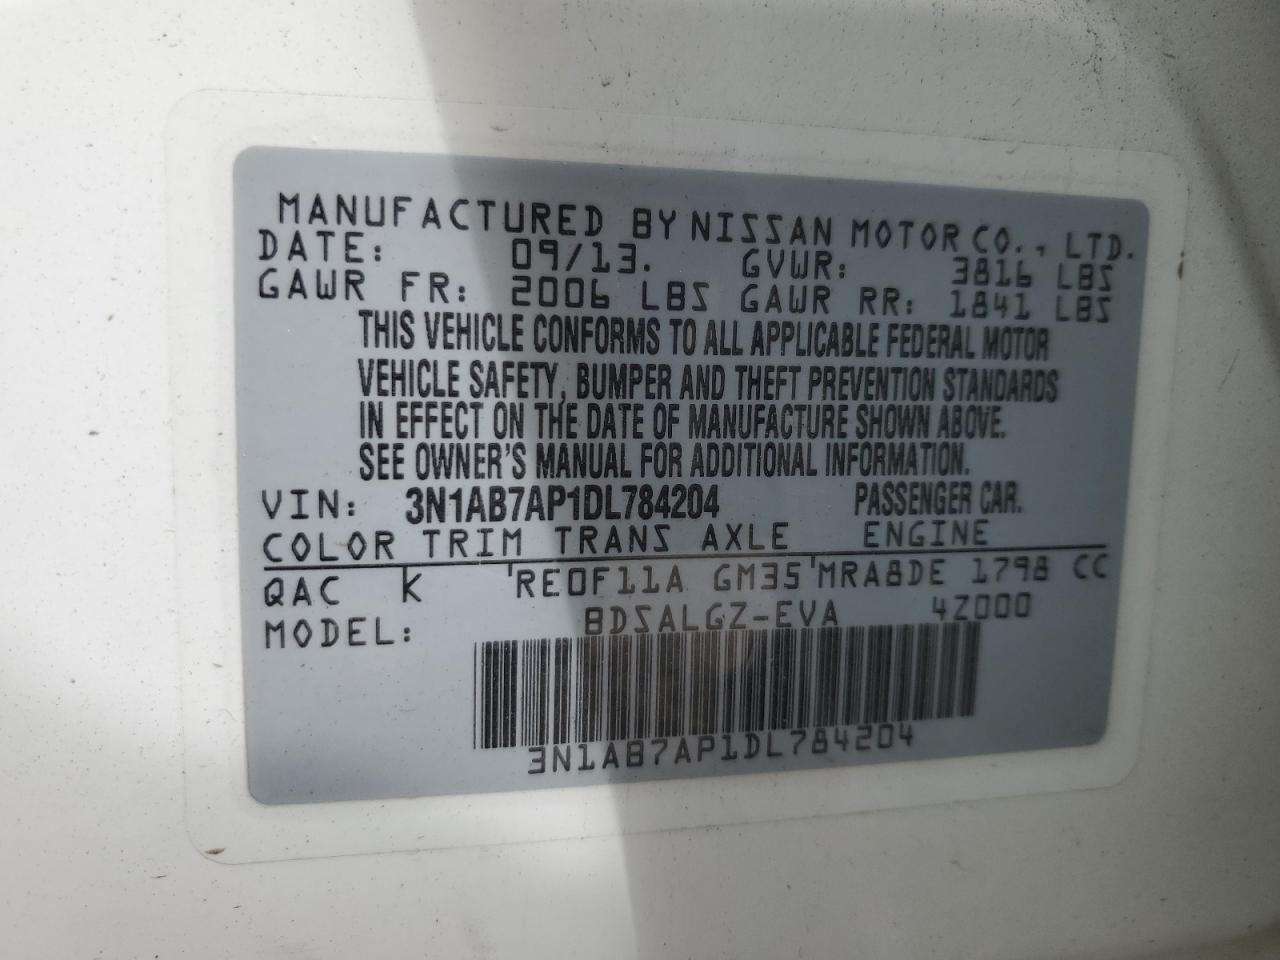 MANUFACTURED BY NISSAN MOTOR CO., LTD.
DATE: 09/13. GVWR: 3816 LBS
GAWR FR: 2006 LBS GAWR RR: 1841 LBS
THIS VEHICLE CONFORMS TO ALL APPLICABLE FEDERAL MOTOR
VEHICLE SAFETY, BUMPER AND THEFT PREVENTION STANDARDS
IN EFFECT ON THE DATE OF MANUFACTURE SHOWN ABOVE.
SEE OWNER'S MANUAL FOR ADDITIONAL INFORMATION.
VIN: 3N1AB7AP1DL784204 PASSENGER CAR.
COLOR TRIM TRANS AXLE ENGINE
QAC K 'RE0F11A GM35'MRA8DE 1798 CC
MODEL: BDSALGZ-EVA 4Z000
3N1AB7AP1DL784204